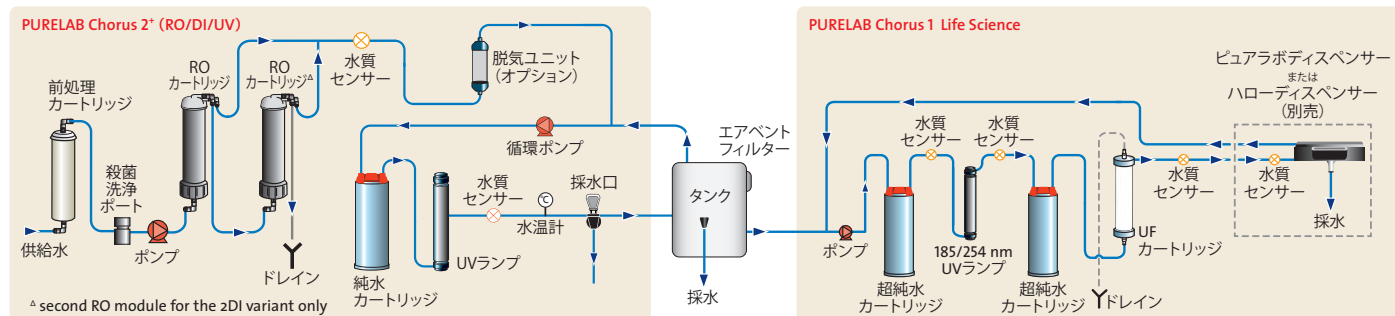 PURELAB Chorus 2⁺ (RO/DI/UV)
前処理
カートリッジ
RO
カートリッジ
RO
カートリッジᐞ
水質
センサー
脱気ユニット
(オプション)
殺菌
洗浄
ポート
供給水
ポンプ
ドレイン
循環ポンプ
純水
カートリッジ
UVランプ
水質
センサー
℃
水温計
採水口
ᐞ second RO module for the 2DI variant only
エアベント
フィルター
タンク
採水
PURELAB Chorus 1 Life Science
ポンプ
水質
センサー
水質
センサー
超純水
カートリッジ
185/254 nm
UVランプ
超純水
カートリッジ
ドレイン
UF
カートリッジ
水質
センサー
水質
センサー
ピュアラボディスペンサー
または
ハローディスペンサー
(別売)
採水